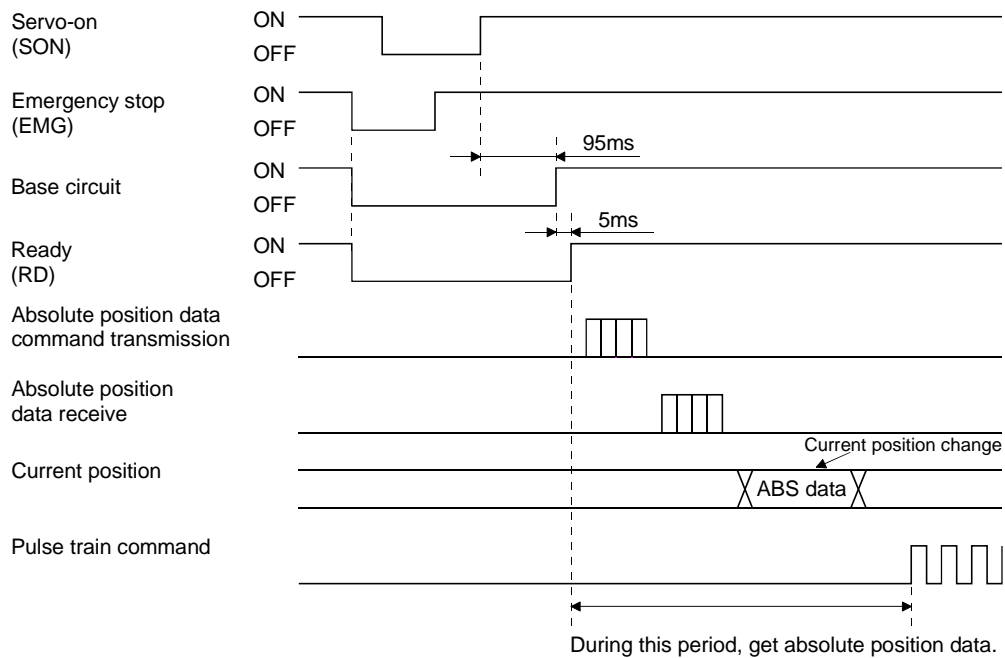 Servo-on
(SON)
ON
OFF
Emergency stop
(EMG)
ON
OFF
95ms
Base circuit
ON
OFF
5ms
Ready
(RD)
ON
OFF
Absolute position data
command transmission
Absolute position
data receive
Current position change
Current position
ABS data
Pulse train command
During this period, get absolute position data.